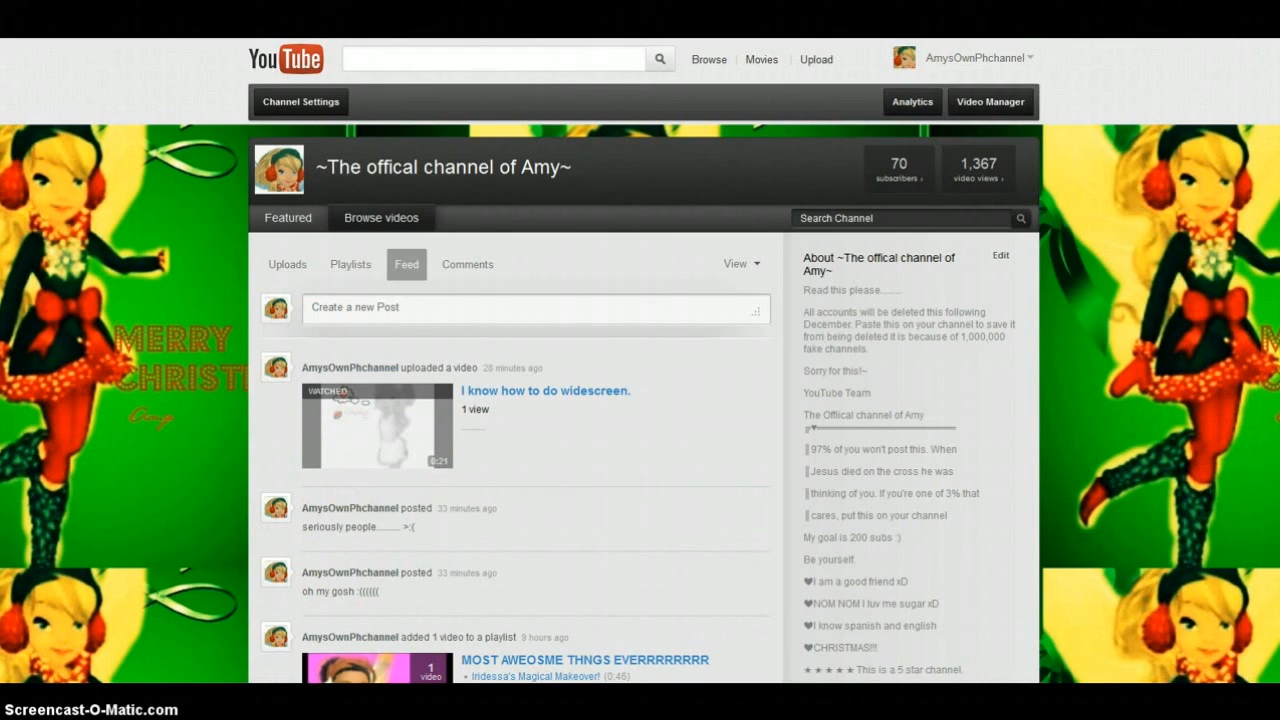 YouTube
Browse
Movies
Upload
AmysOwnPhchannel
Channel Settings
Analytics
Video Manager
~The offical channel of Amy~
70
subscribers ›
1,367
video views ›
Featured
Browse videos
Search Channel
Uploads
Playlists
Feed
Comments
View
Create a new Post
AmysOwnPhchannel uploaded a video 28 minutes ago
WATCHED
0:21
I know how to do widescreen.
1 view
.........
AmysOwnPhchannel posted 33 minutes ago
seriously people.......... >:(
AmysOwnPhchannel posted 33 minutes ago
oh my gosh :((((((
AmysOwnPhchannel added 1 video to a playlist 9 hours ago
1
video
MOST AWEOSME THNGS EVERRRRRRRR
• Iridessa's Magical Makeover! (0:46)
About ~The offical channel of
Amy~
Edit
Read this please.........
All accounts will be deleted this following
December. Paste this on your channel to save it
from being deleted it is because of 1,000,000
fake channels.
Sorry for this!~
YouTube Team
The Offiical channel of Amy
╔▼═════════════════
║97% of you won't post this. When
║Jesus died on the cross he was
║thinking of you. If you're one of 3% that
║cares, put this on your channel
My goal is 200 subs :)
Be yourself.
♥I am a good friend xD
♥NOM NOM I luv me sugar xD
♥I know spanish and english
♥CHRISTMAS!!!
★ ★ ★ ★ ★ This is a 5 star channel.
MERRY
CHRISTMAS
Amy
Screencast-O-Matic.com